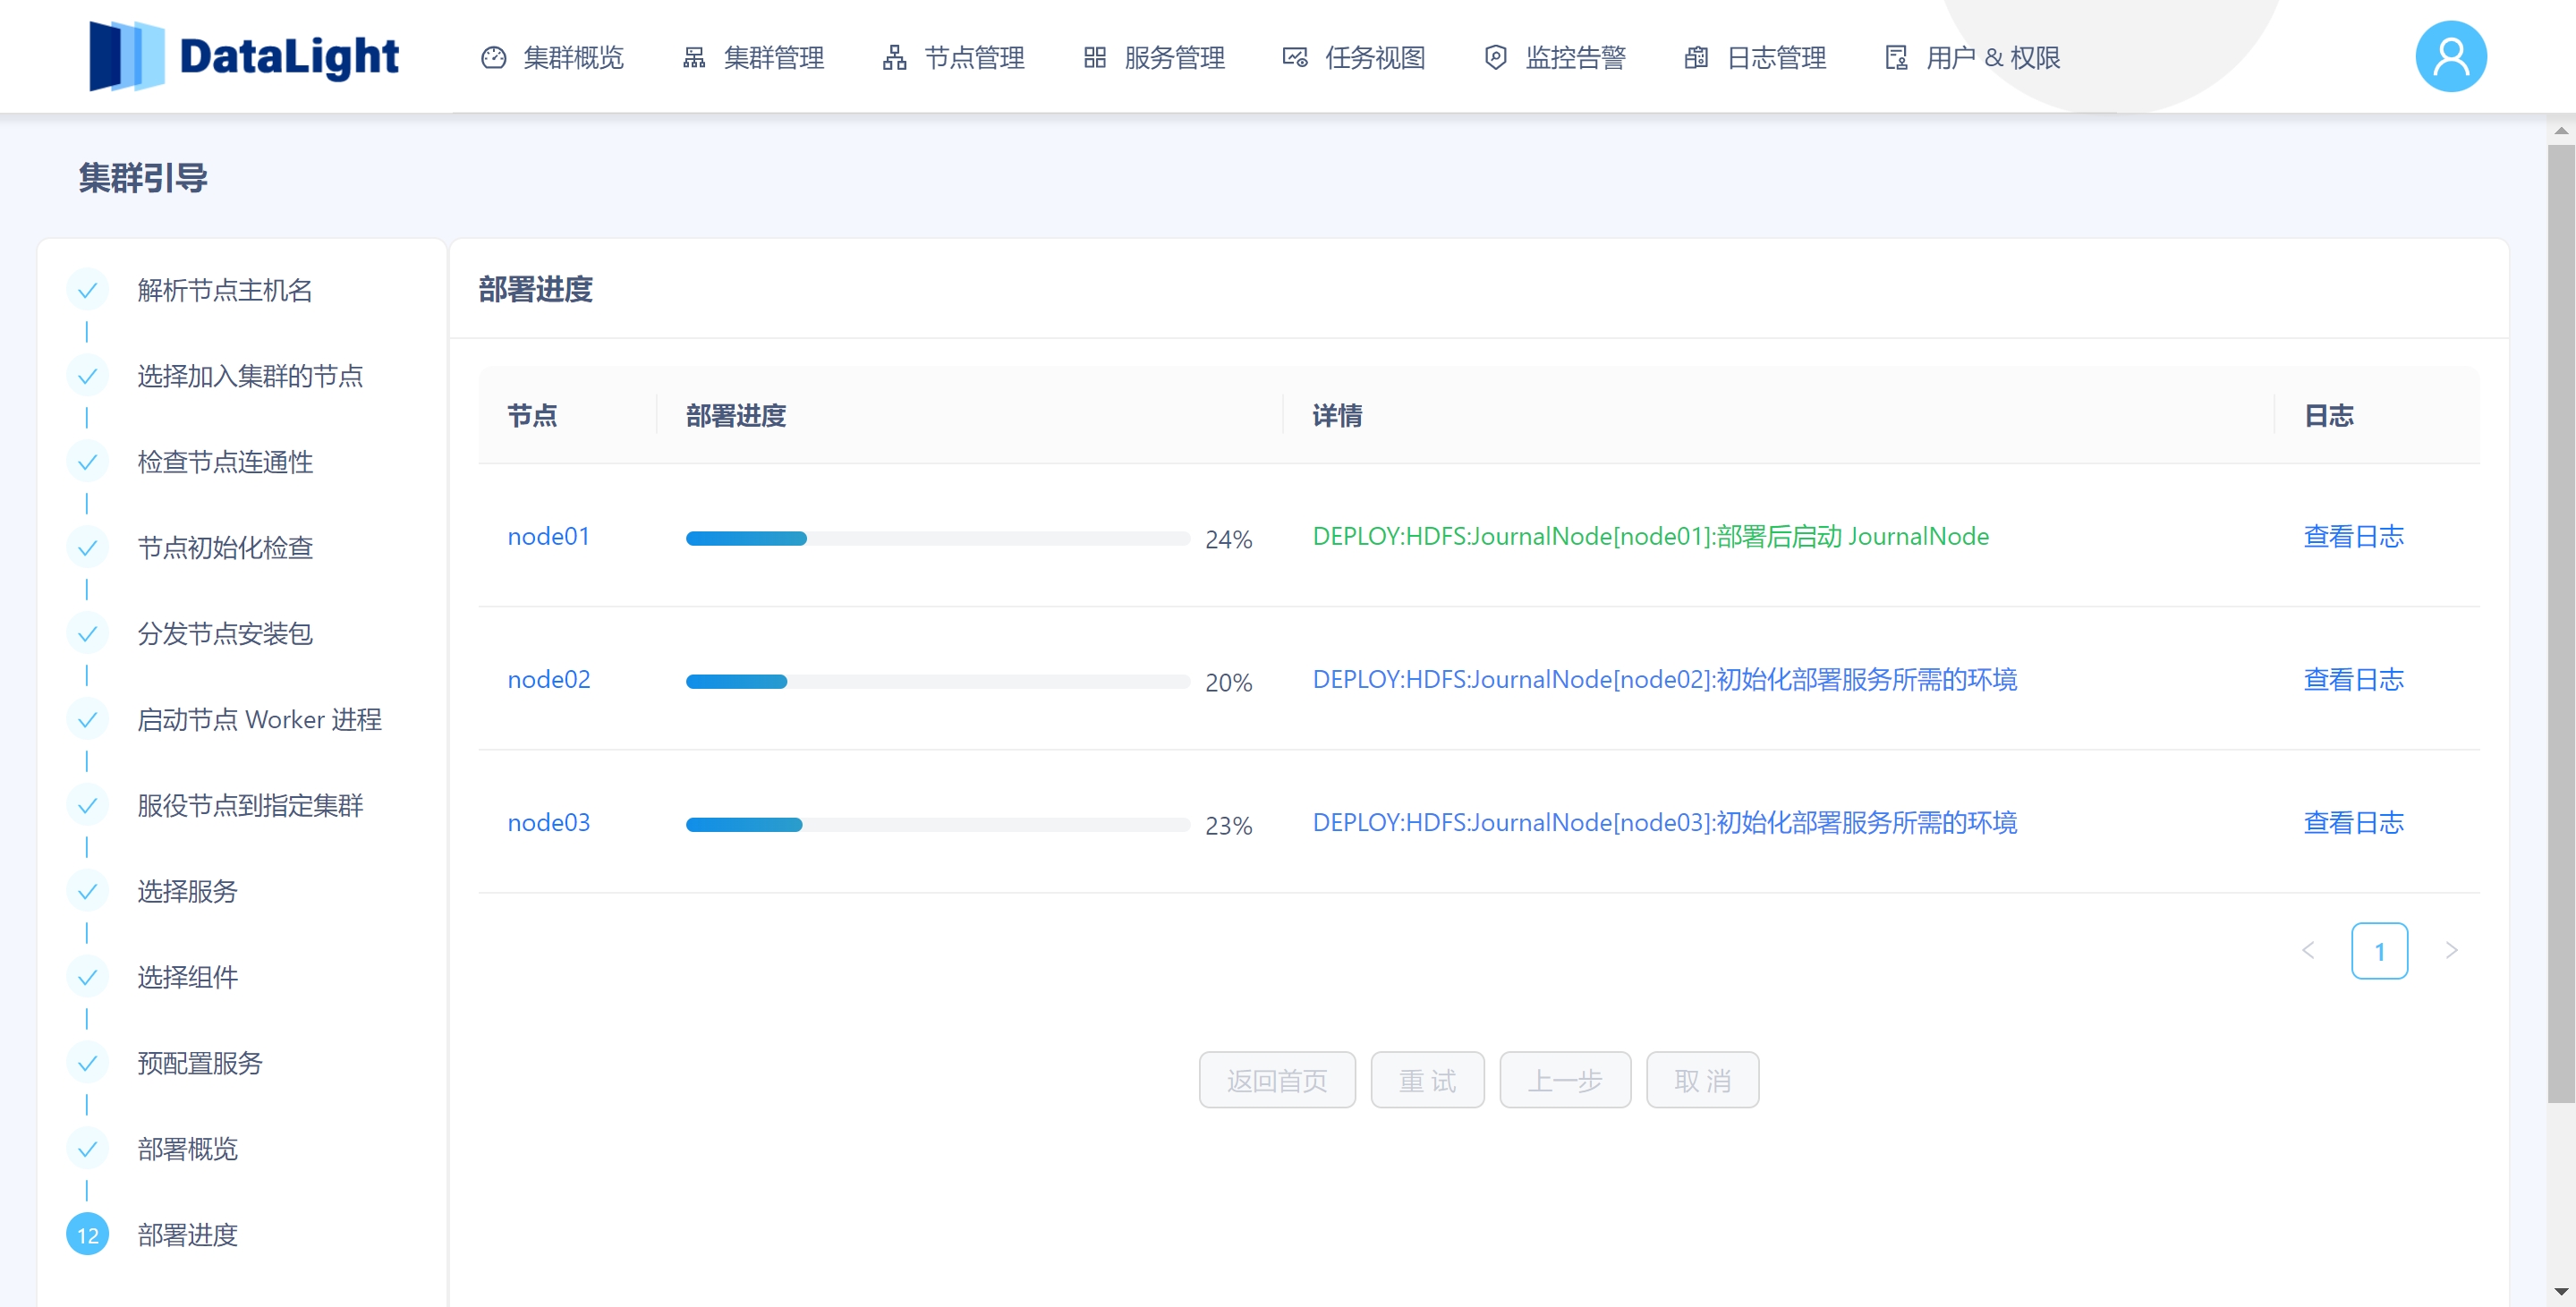 DataLight
集群概览
集群管理
节点管理
服务管理
任务视图
监控告警
日志管理
用户 & 权限
集群引导
解析节点主机名
选择加入集群的节点
检查节点连通性
节点初始化检查
分发节点安装包
启动节点 Worker 进程
服役节点到指定集群
选择服务
选择组件
预配置服务
部署概览
12 部署进度
部署进度
节点 部署进度 详情 日志
node01 24% DEPLOY:HDFS:JournalNode[node01]:部署后启动 JournalNode 查看日志
node02 20% DEPLOY:HDFS:JournalNode[node02]:初始化部署服务所需的环境 查看日志
node03 23% DEPLOY:HDFS:JournalNode[node03]:初始化部署服务所需的环境 查看日志
1
返回首页 重 试 上一步 取 消